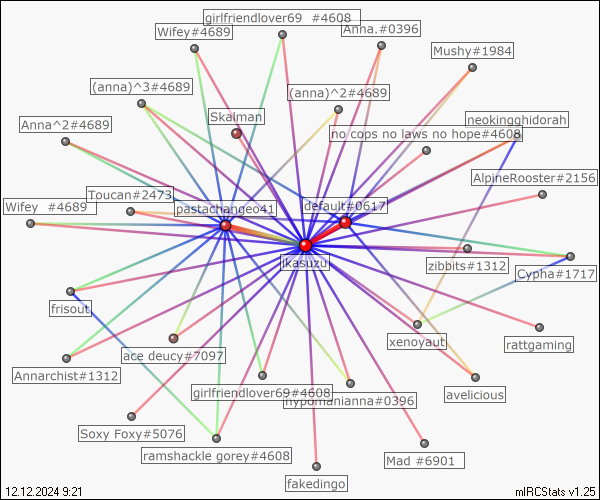 girlfriendlover69 #4608
Wifey#4689
Anna.#0396
Mushy#1984
(anna)^3#4689
(anna)^2#4689
Skalman
Anna^2#4689
no cops no laws no hope#4608
neokingghidorah
AlpineRooster#2156
Toucan#2473
Wifey #4689
pastachangeo41
default#0617
jkasuzu
zibbits#1312
Cypha#1717
frisout
xenoyaut
rattgaming
ace deucy#7097
Annarchist#1312
girlfriendlover69#4608
hypomanianna#0396
avelicious
Soxy Foxy#5076
ramshackle gorey#4608
Mad #6901
fakedingo
12.12.2024 9:21
mIRCStats v1.25